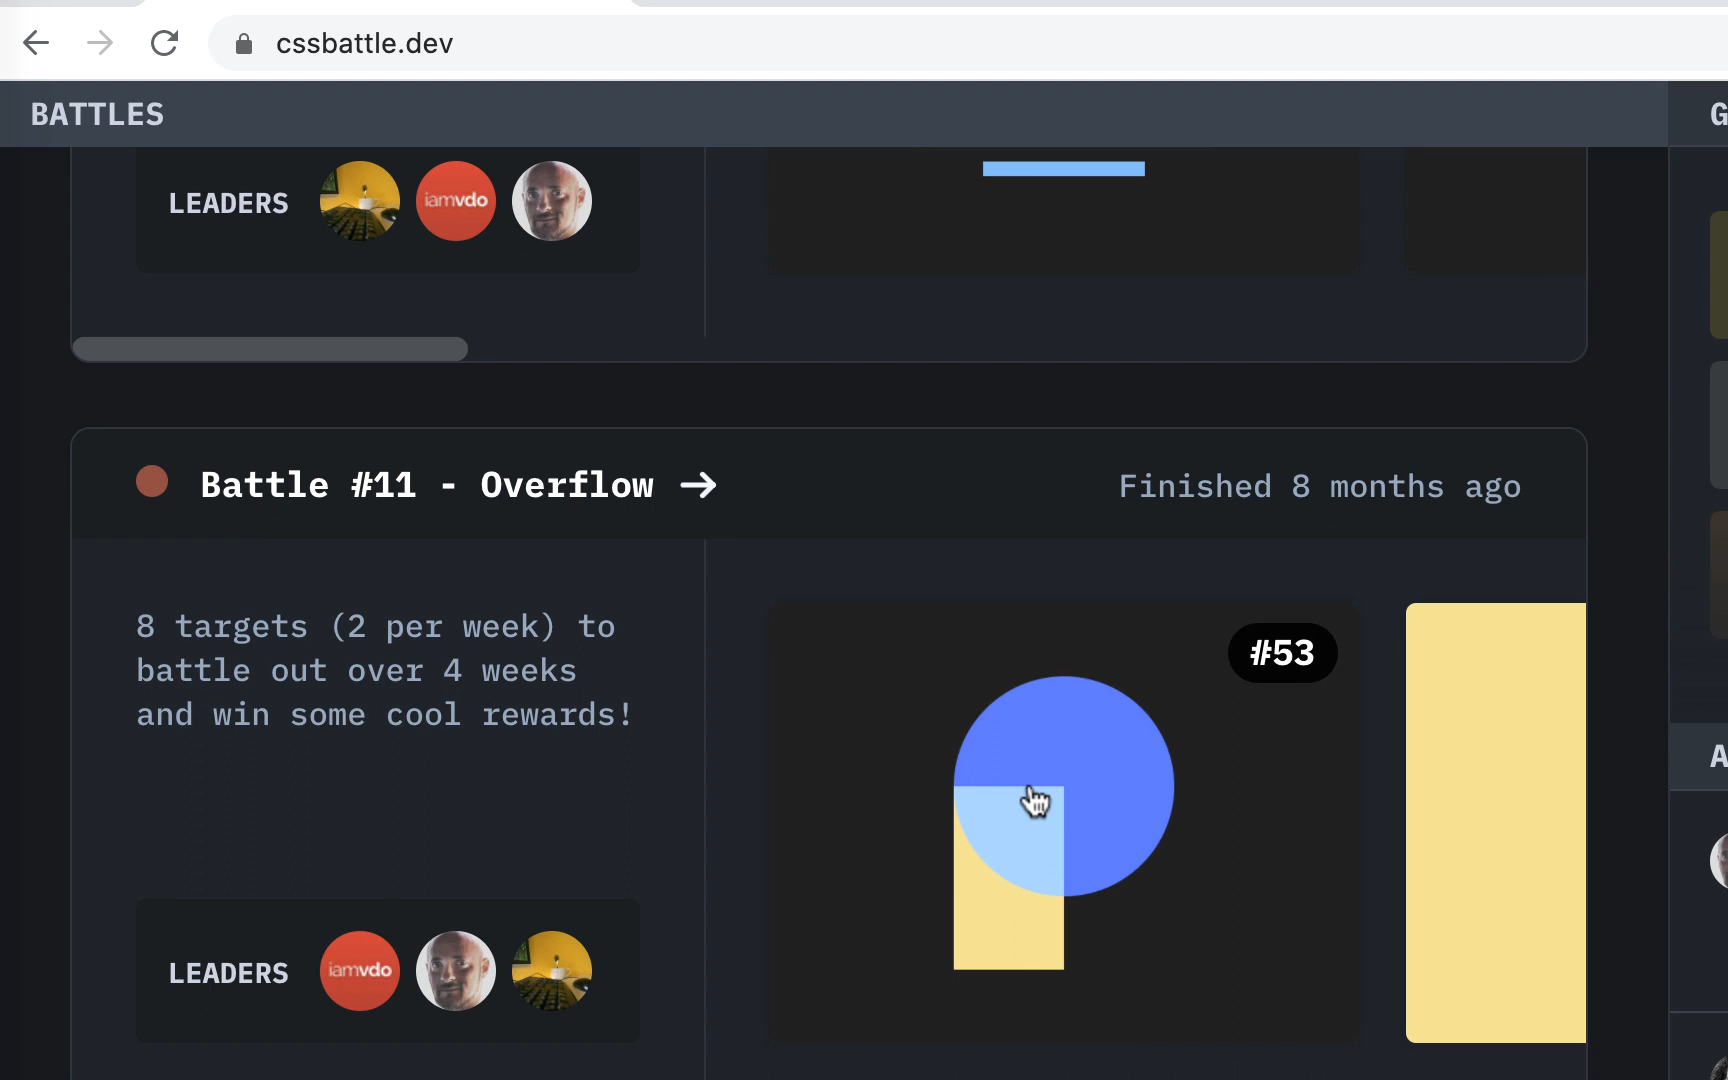 cssbattle.dev
BATTLES
G
LEADERS
iamvdo
Battle #11 - Overflow →
Finished 8 months ago
8 targets (2 per week) to
battle out over 4 weeks
and win some cool rewards!
#53
A
LEADERS
iamvdo